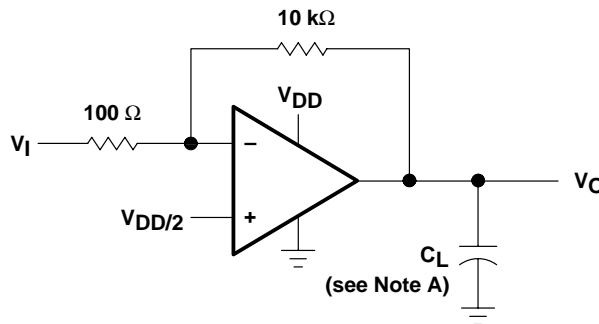 10 kΩ
VDD
100 Ω
VI
−
VDD/2
+
VO
CL
(see Note A)